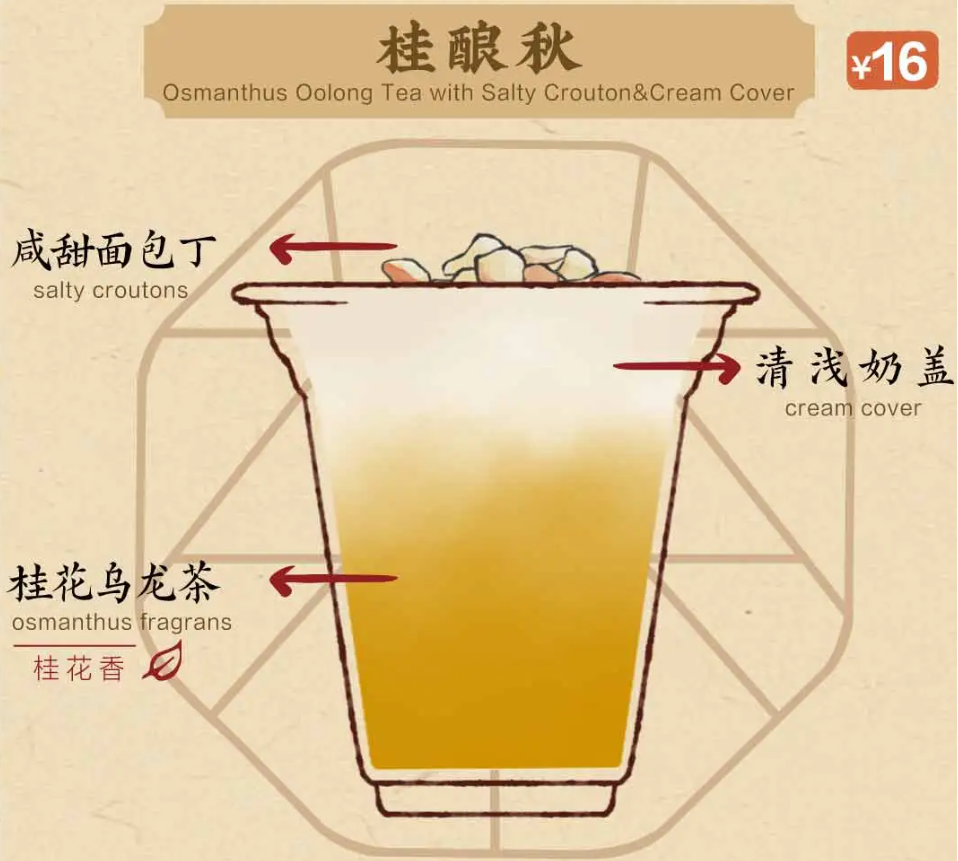 桂酿秋
Osmanthus Oolong Tea with Salty Crouton&Cream Cover
¥16
咸甜面包丁
salty croutons
清浅奶盖
cream cover
桂花乌龙茶
osmanthus fragrans
桂花香